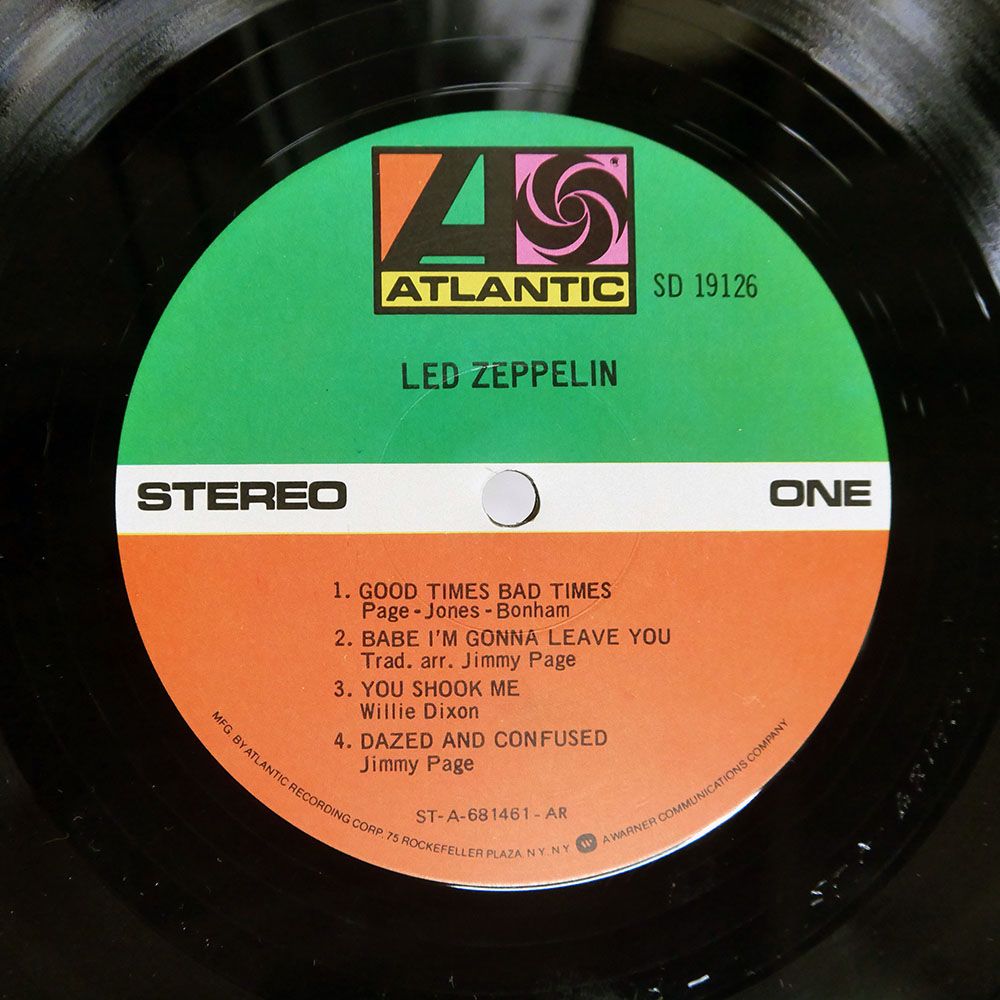 A
ATLANTIC
SD 19126
LED ZEPPELIN
STEREO
ONE
1. GOOD TIMES BAD TIMES
Page - Jones - Bonham
2. BABE I'M GONNA LEAVE YOU
Trad. arr. Jimmy Page
3. YOU SHOOK ME
Willie Dixon
4. DAZED AND CONFUSED
Jimmy Page
ST-A-681461-AR
MFG. BY ATLANTIC RECORDING CORP. 75 ROCKEFELLER PLAZA, N.Y. N.Y. W A WARNER COMMUNICATIONS COMPANY